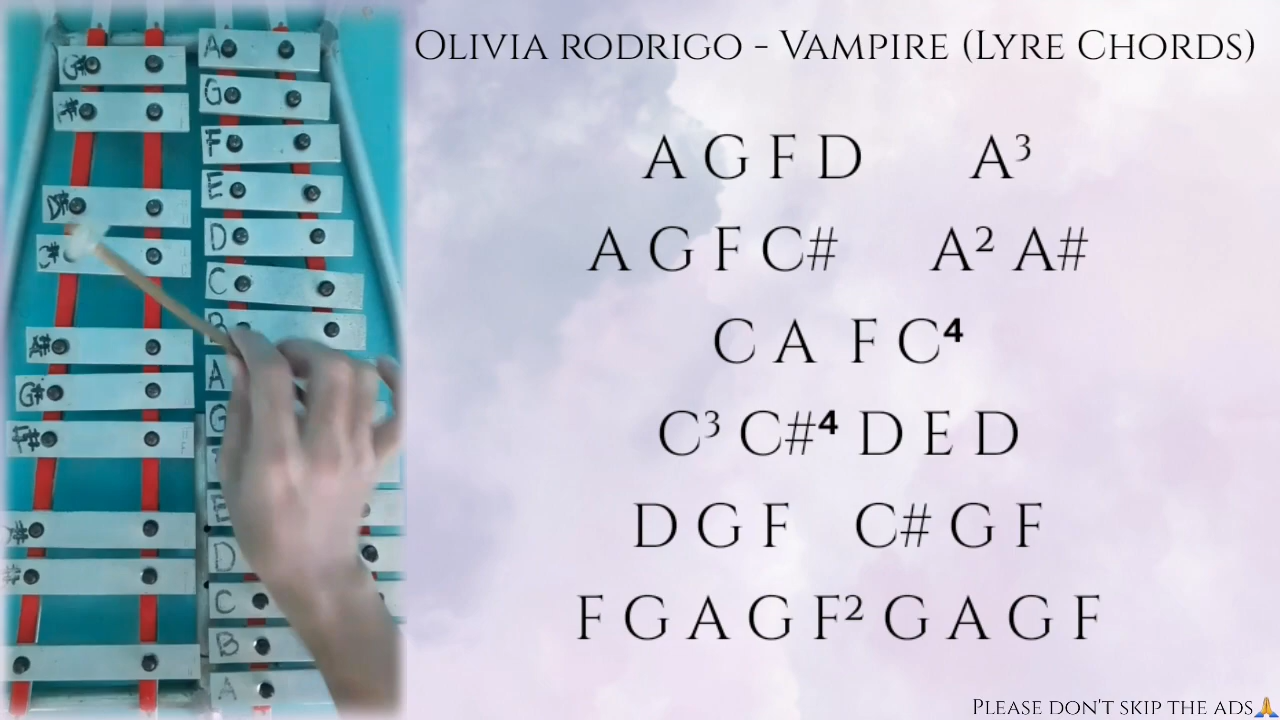 Olivia rodrigo - Vampire (Lyre Chords)
A G F D A³
A G F C# A² A#
C A F C⁴
C³ C#⁴ D E D
D G F C# G F
F G A G F² G A G F
Please don't skip the ads🙏
A
G
F
E
D
C
B
A
G
E
D
C
B
A